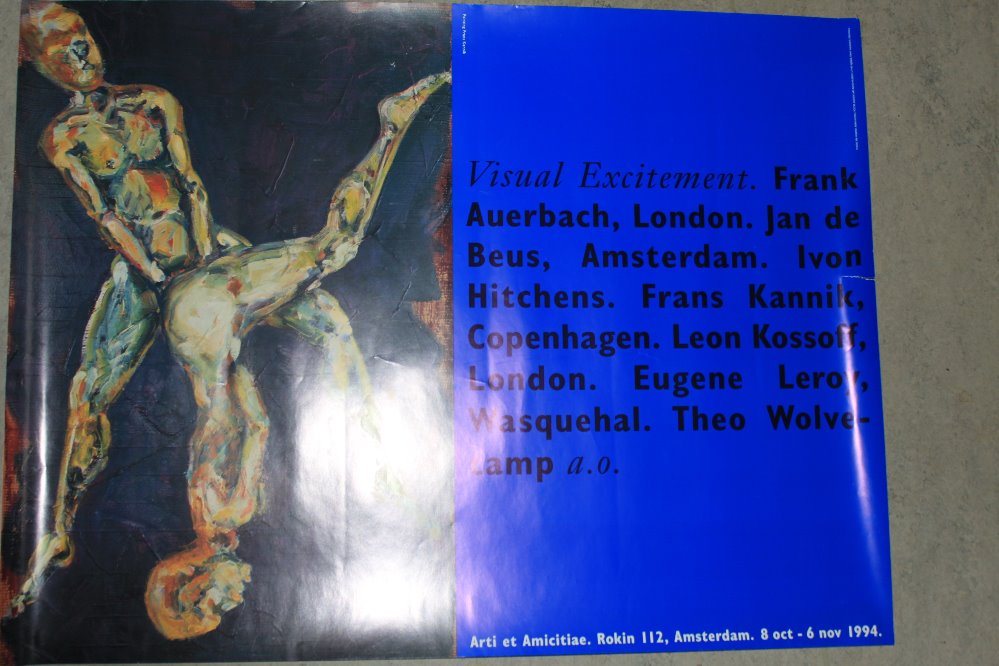 Visual Excitement. Frank
Auerbach, London. Jan de
Beus, Amsterdam. Ivon
Hitchens. Frans Kannik,
Copenhagen. Leon Kossoff,
London. Eugene Leroy,
Wasquehal. Theo Wolve-
camp a.o.
Arti et Amicitiae. Rokin 112, Amsterdam. 8 oct - 6 nov 1994.